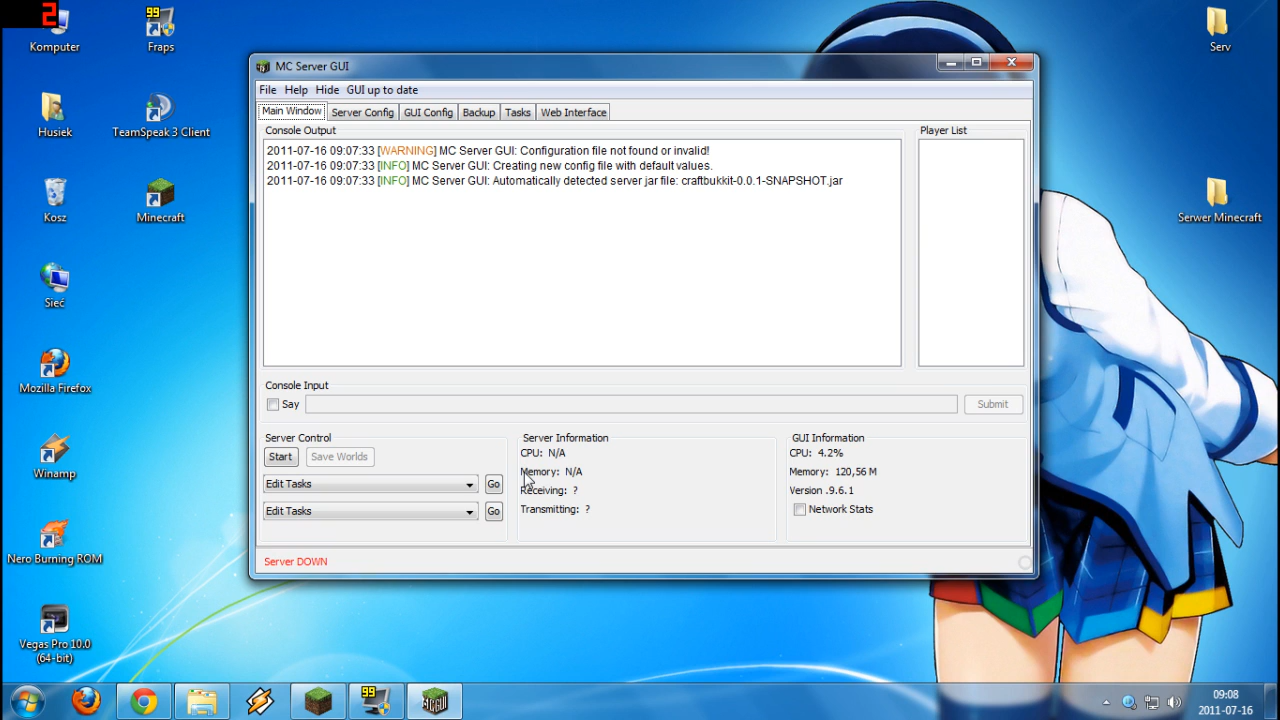 2
Komputer
99
Fraps
Husiek
TeamSpeak 3 Client
Kosz
Minecraft
Sieć
Mozilla Firefox
Winamp
Nero Burning ROM
Vegas Pro 10.0
(64-bit)
Serv
Serwer Minecraft
MC Server GUI
File Help Hide GUI up to date
Main Window Server Config GUI Config Backup Tasks Web Interface
Console Output
Player List
2011-07-16 09:07:33 [WARNING] MC Server GUI: Configuration file not found or invalid!
2011-07-16 09:07:33 [INFO] MC Server GUI: Creating new config file with default values.
2011-07-16 09:07:33 [INFO] MC Server GUI: Automatically detected server jar file: craftbukkit-0.0.1-SNAPSHOT.jar
Console Input
Say
Submit
Server Control
Start Save Worlds
Edit Tasks Go
Edit Tasks Go
Server Information
CPU: N/A
Memory: N/A
Receiving: ?
Transmitting: ?
GUI Information
CPU: 4.2%
Memory: 120,56 M
Version .9.6.1
Network Stats
Server DOWN
99
MCGUI
09:08
2011-07-16